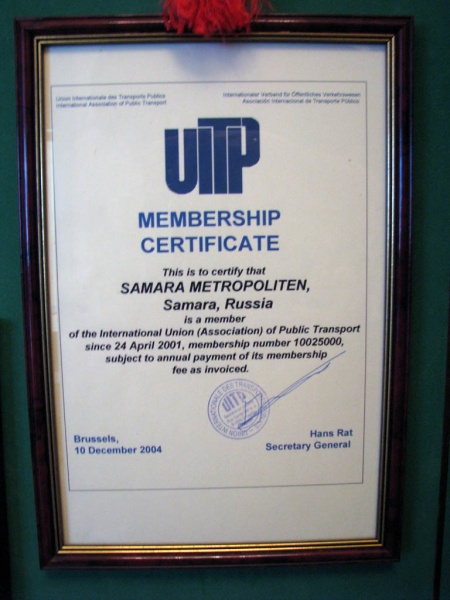 Union Internationale des Transports Publics
International Association of Public Transport
Internationaler Verband für Öffentliches Verkehrswesen
Asociación Internacional de Transporte Público
UITP
MEMBERSHIP
CERTIFICATE
This is to certify that
SAMARA METROPOLITEN,
Samara, Russia
is a member
of the International Union (Association) of Public Transport
since 24 April 2001, membership number 10025000,
subject to annual payment of its membership
fee as invoiced.
UITP
Brussels,
10 December 2004
Hans Rat
Secretary General